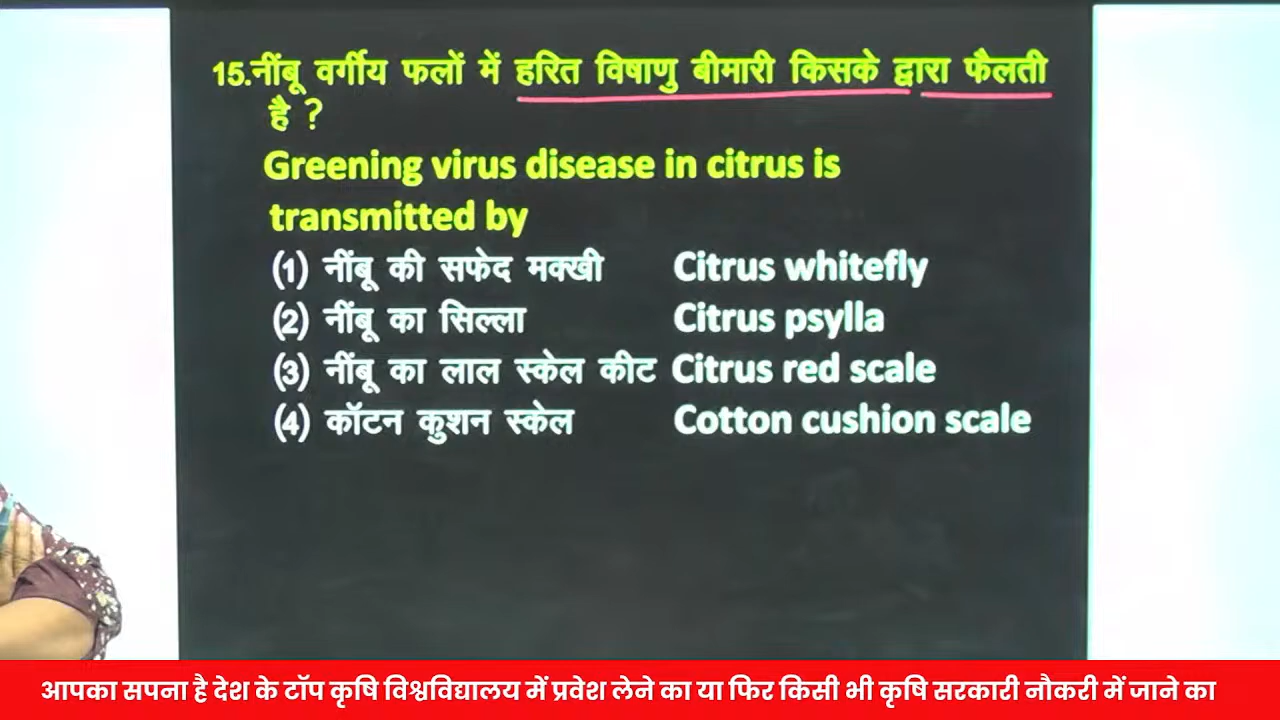 15.नींबू वर्गीय फलों में हरित विषाणु बीमारी किसके द्वारा फैलती
है ?
Greening virus disease in citrus is
transmitted by
(1) नींबू की सफेद मक्खी Citrus whitefly
(2) नींबू का सिल्ला Citrus psylla
(3) नींबू का लाल स्केल कीट Citrus red scale
(4) कॉटन कुशन स्केल Cotton cushion scale
आपका सपना है देश के टॉप कृषि विश्वविद्यालय में प्रवेश लेने का या फिर किसी भी कृषि सरकारी नौकरी में जाने का